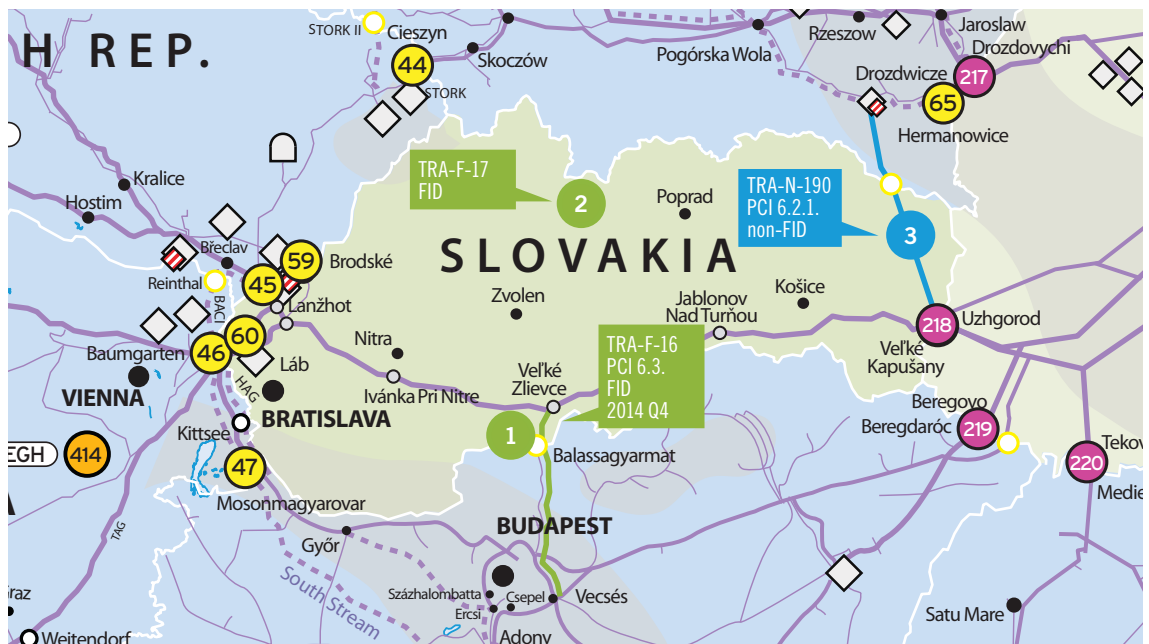 H REP.
STORK II
Cieszyn
44
STORK
Skoczów
Pogórska Wola
Rzeszow
Jaroslaw
Drozdovychi
Drozdwicze
217
65
Hermanowice
Kralice
Hostim
TRA-F-17
FID
2
Poprad
TRA-N-190
PCI 6.2.1.
non-FID
3
Břeclav
59
Brodské
45
Reinthal
BACI
Lanžhot
SLOVAKIA
Zvolen
Košice
Jablonov
Nad Turňou
218
Uzhgorod
Veľké
Kapušany
60
46
Baumgarten
Láb
Nitra
VIENNA
HAG
BRATISLAVA
Ivánka Pri Nitre
Veľké
Zlievce
TRA-F-16
PCI 6.3.
FID
2014 Q4
1
Balassagyarmat
Beregovo
Beregdaróc
219
Kittsee
EGH
414
47
Mosonmagyarovar
220
Tekov
Medie
TAG
Győr
BUDAPEST
South Stream
Százhalombatta
Csepel
Ercsi
Vecsés
Adony
Satu Mare
Graz
Weitendorf